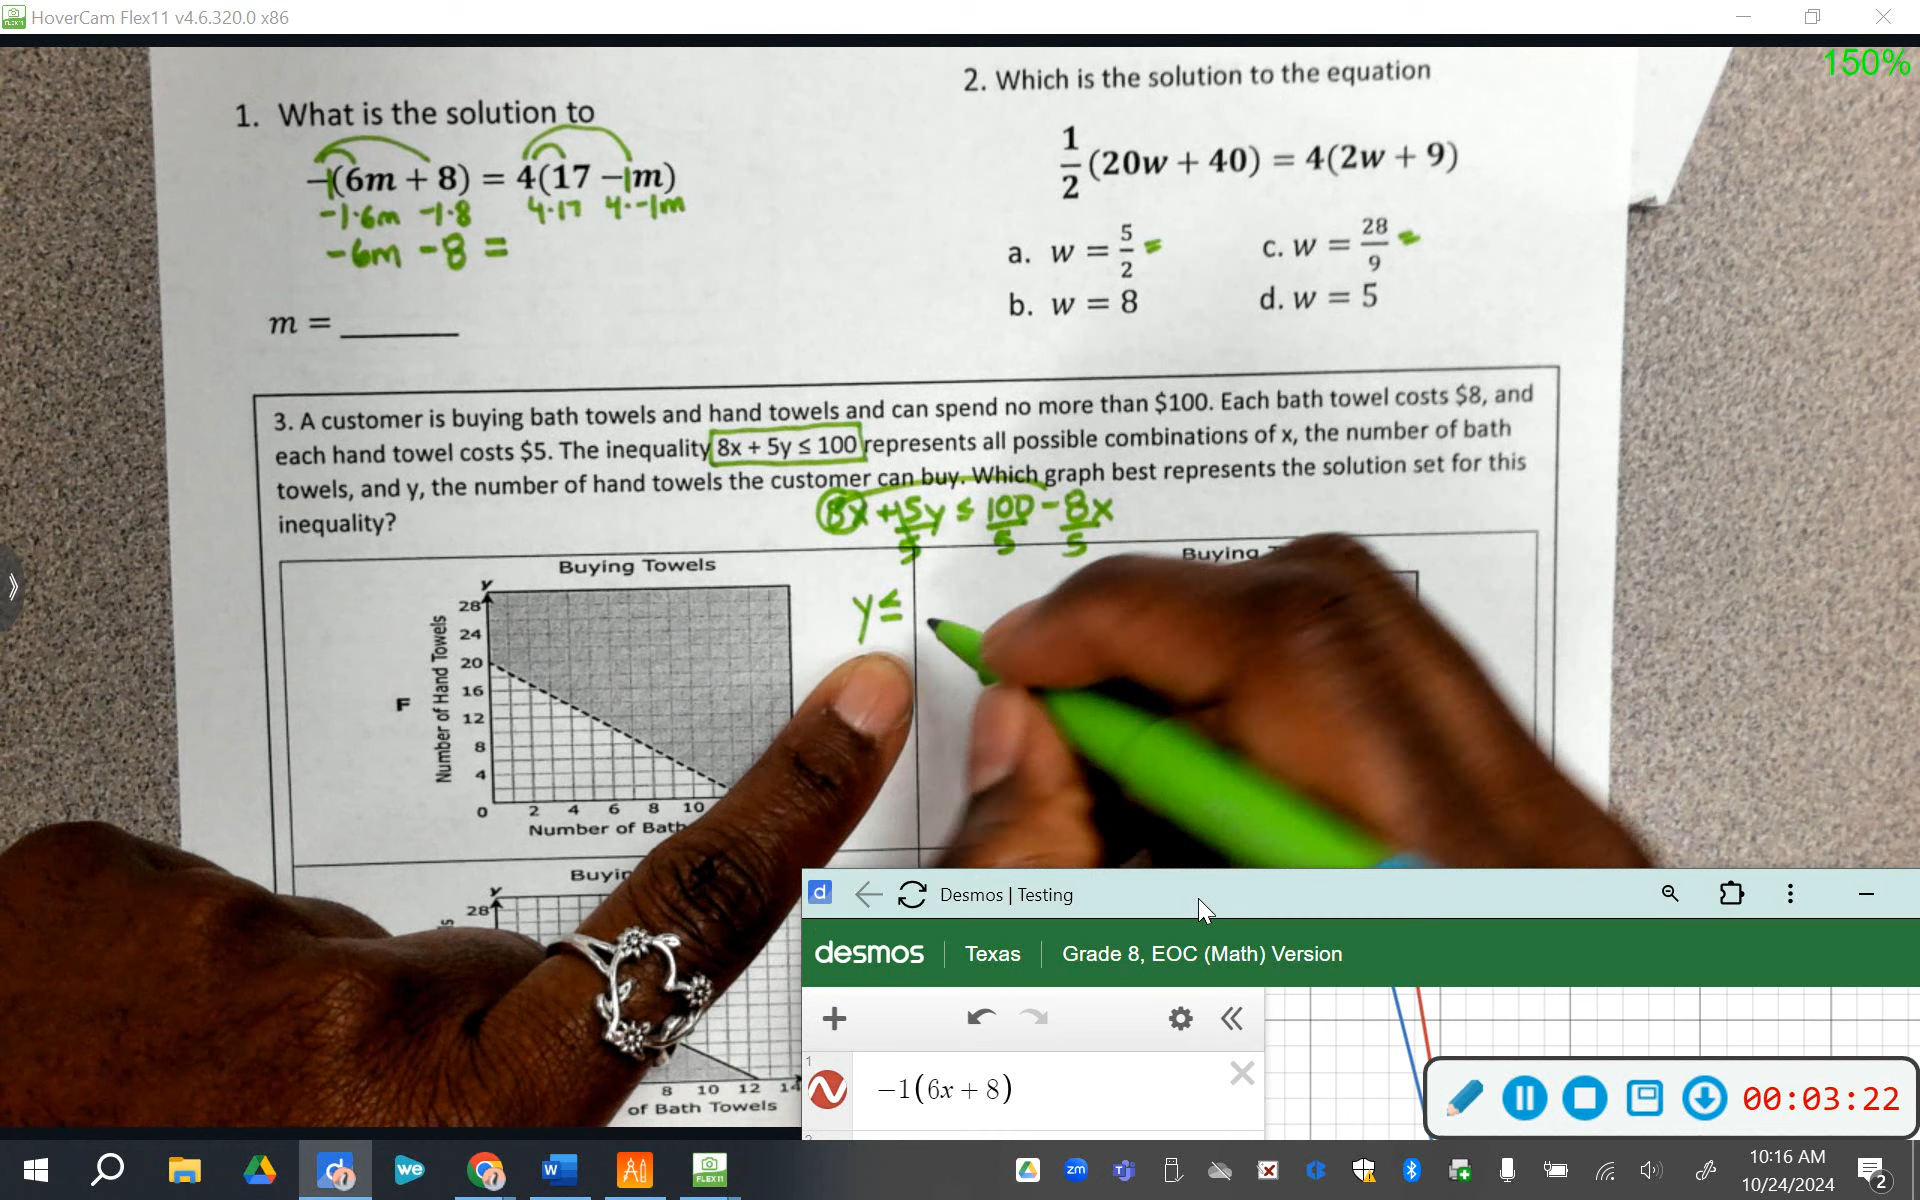 HoverCam Flex11 v4.6.320.0 x86
150%
1. What is the solution to
-1(6m + 8) = 4(17 -1m)
-1·6m -1·8 4·17 4·-1m
-6m -8 =
m = ______
2. Which is the solution to the equation
1/2 (20w + 40) = 4(2w + 9)
a. w = 5/2 =
c. w = 28/9 =
b. w = 8
d. w = 5
3. A customer is buying bath towels and hand towels and can spend no more than $100. Each bath towel costs $8, and
each hand towel costs $5. The inequality 8x + 5y ≤ 100 represents all possible combinations of x, the number of bath
towels, and y, the number of hand towels the customer can buy. Which graph best represents the solution set for this
inequality?
8x + 5y ≤ 100 - 8x
5 5 5
y ≤
Buying Towels
y
28
24
20
16
12
8
4
0
2 4 6 8 10
Number of Hand Towels
Number of Bath
F
Buying
y
28
8 10 12 14
of Bath Towels
Desmos | Testing
desmos Texas Grade 8, EOC (Math) Version
1
-1(6x + 8)
00:03:22
we
W
FLEX11
zm
10:16 AM
10/24/2024
2